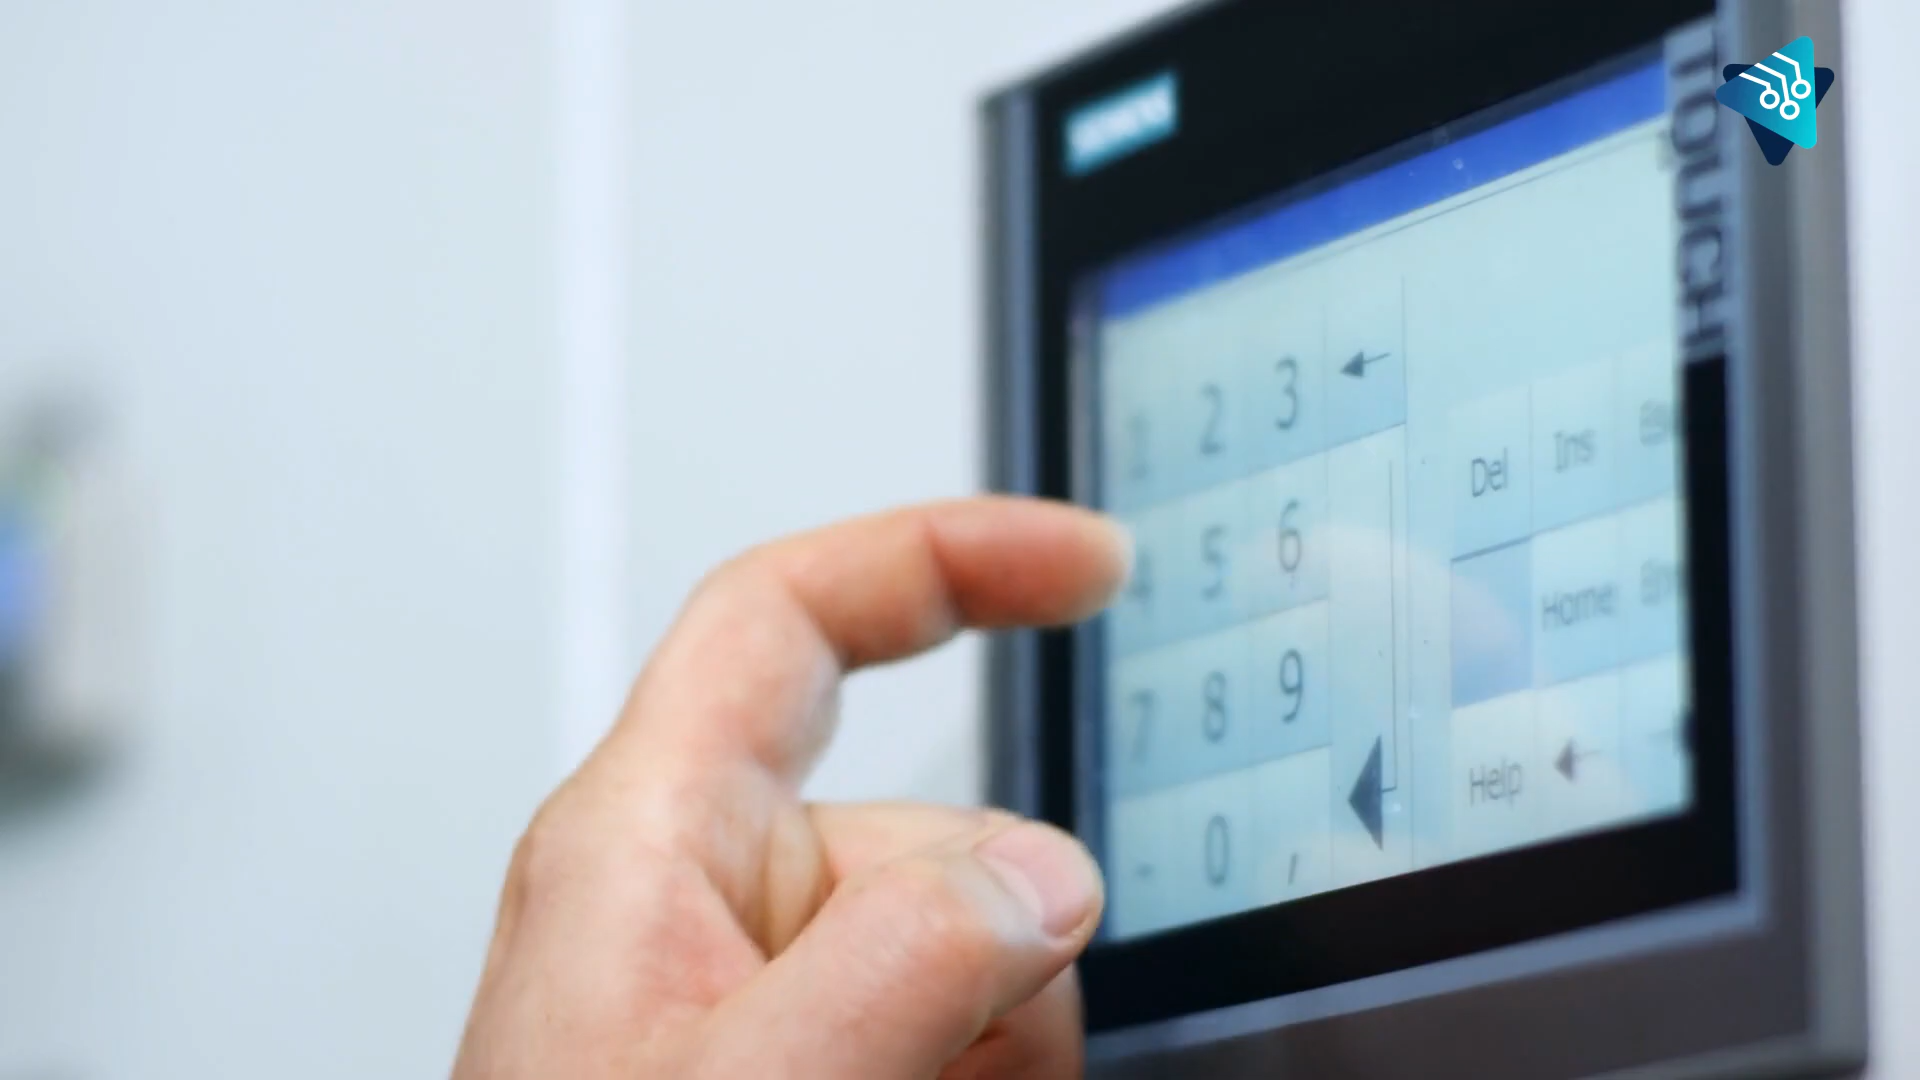 SIEMENS
TOUCH
1 2 3
Del Ins
4 5 6
Home
7 8 9
Help
- 0 ,